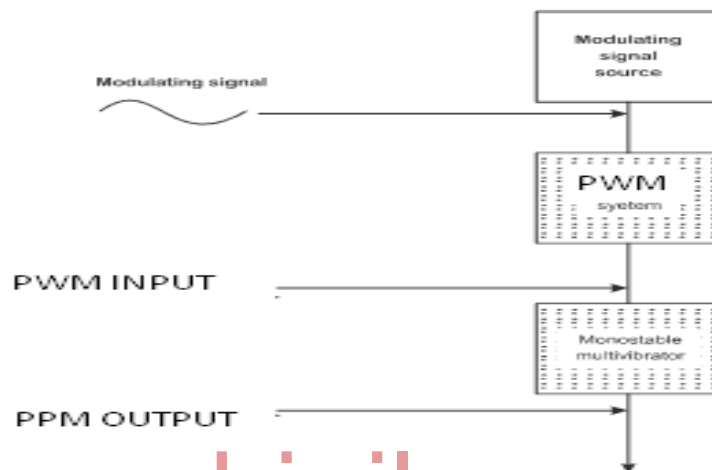 Modulating
signal
source
Modulating signal
PWM
system
PWM INPUT
Monostable
multivibrator
PPM OUTPUT